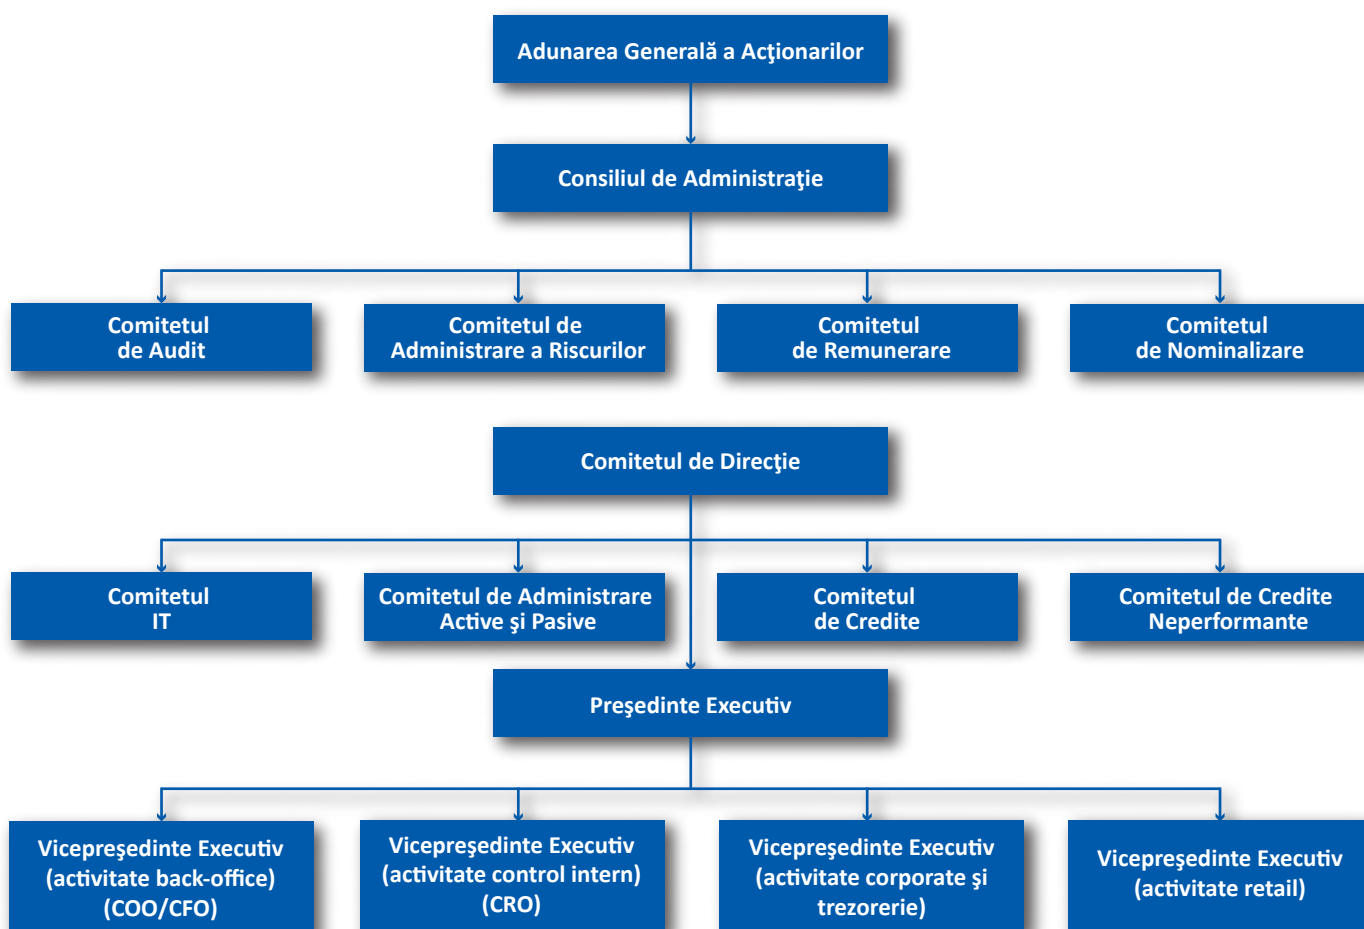 Adunarea Generală a Acţionarilor
Consiliul de Administraţie
Comitetul
de Audit
Comitetul de
Administrare a Riscurilor
Comitetul
de Remunerare
Comitetul
de Nominalizare
Comitetul de Direcţie
Comitetul
IT
Comitetul de Administrare
Active şi Pasive
Comitetul
de Credite
Comitetul de Credite
Neperformante
Preşedinte Executiv
Vicepreşedinte Executiv
(activitate back-office)
(COO/CFO)
Vicepreşedinte Executiv
(activitate control intern)
(CRO)
Vicepreşedinte Executiv
(activitate corporate şi
trezorerie)
Vicepreşedinte Executiv
(activitate retail)